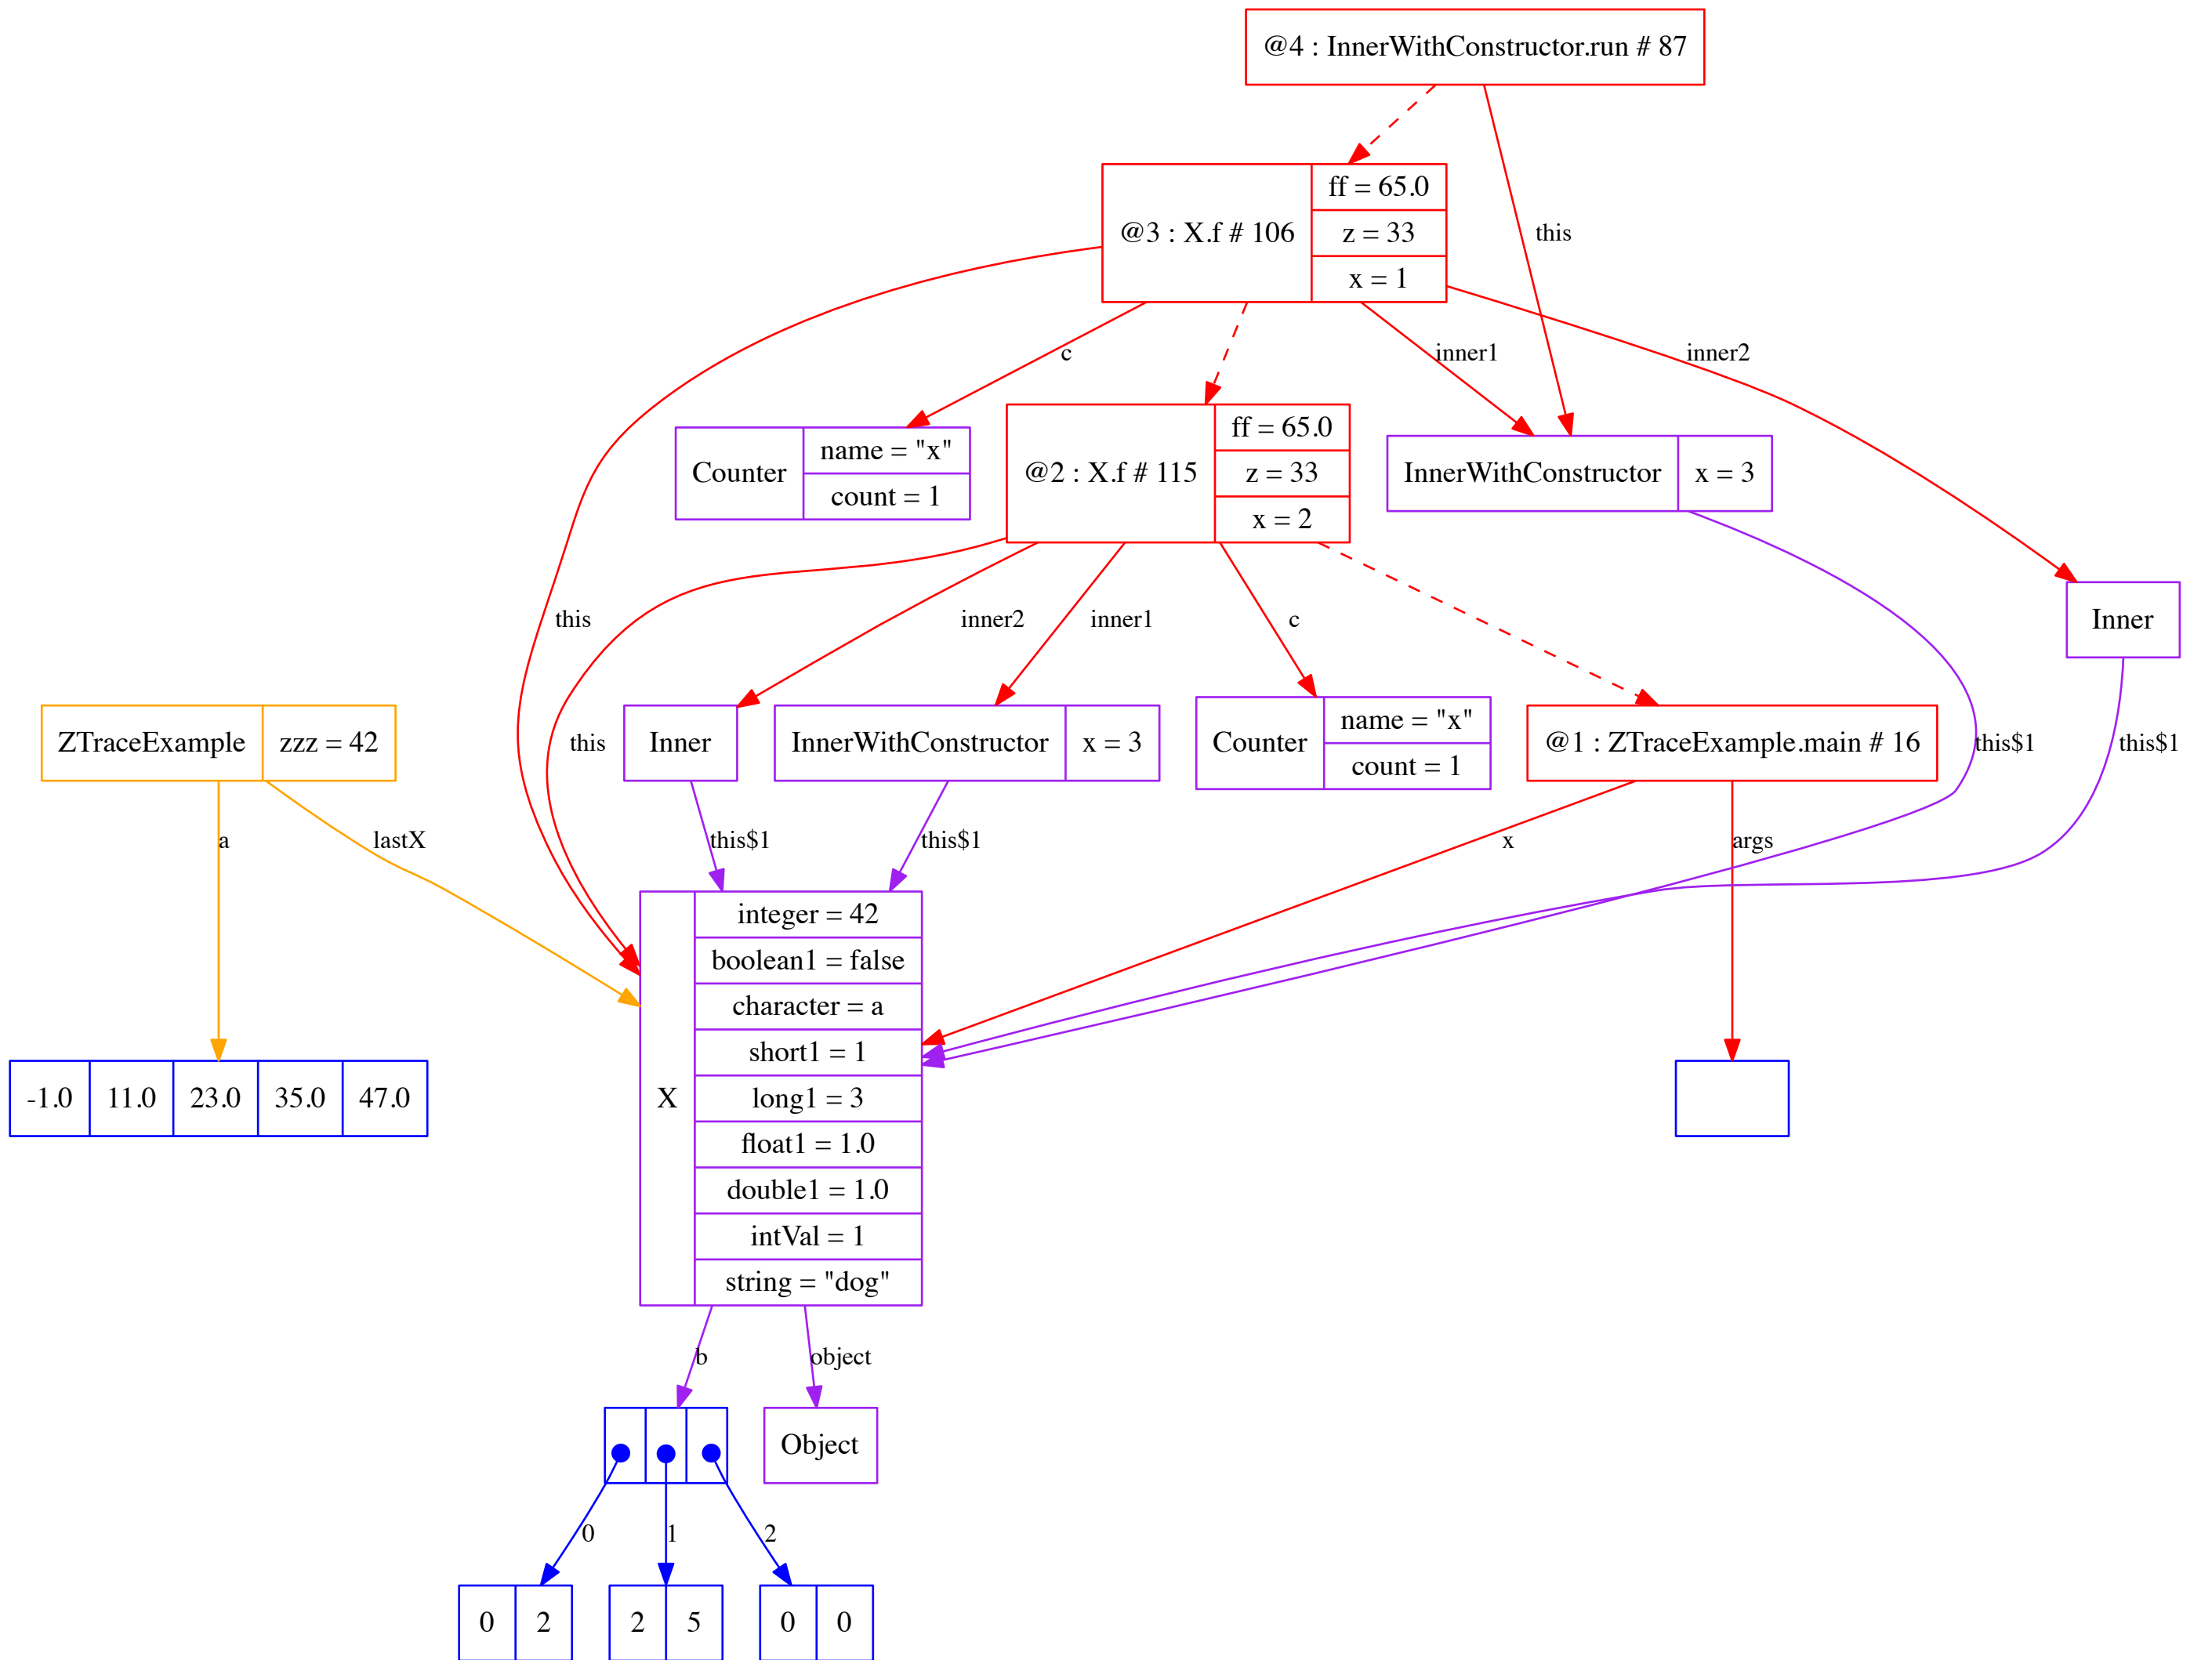 @4 : InnerWithConstructor.run # 87
@3 : X.f # 106
ff = 65.0
z = 33
x = 1
this
c
inner1
inner2
Counter
name = "x"
count = 1
@2 : X.f # 115
ff = 65.0
z = 33
x = 2
InnerWithConstructor
x = 3
this
inner2
inner1
c
Inner
ZTraceExample
zzz = 42
this
Inner
InnerWithConstructor
x = 3
Counter
name = "x"
count = 1
@1 : ZTraceExample.main # 16
this$1
this$1
a
lastX
this$1
this$1
x
args
X
integer = 42
boolean1 = false
character = a
short1 = 1
long1 = 3
float1 = 1.0
double1 = 1.0
intVal = 1
string = "dog"
-1.0
11.0
23.0
35.0
47.0
b
object
Object
0
1
2
0
2
2
5
0
0